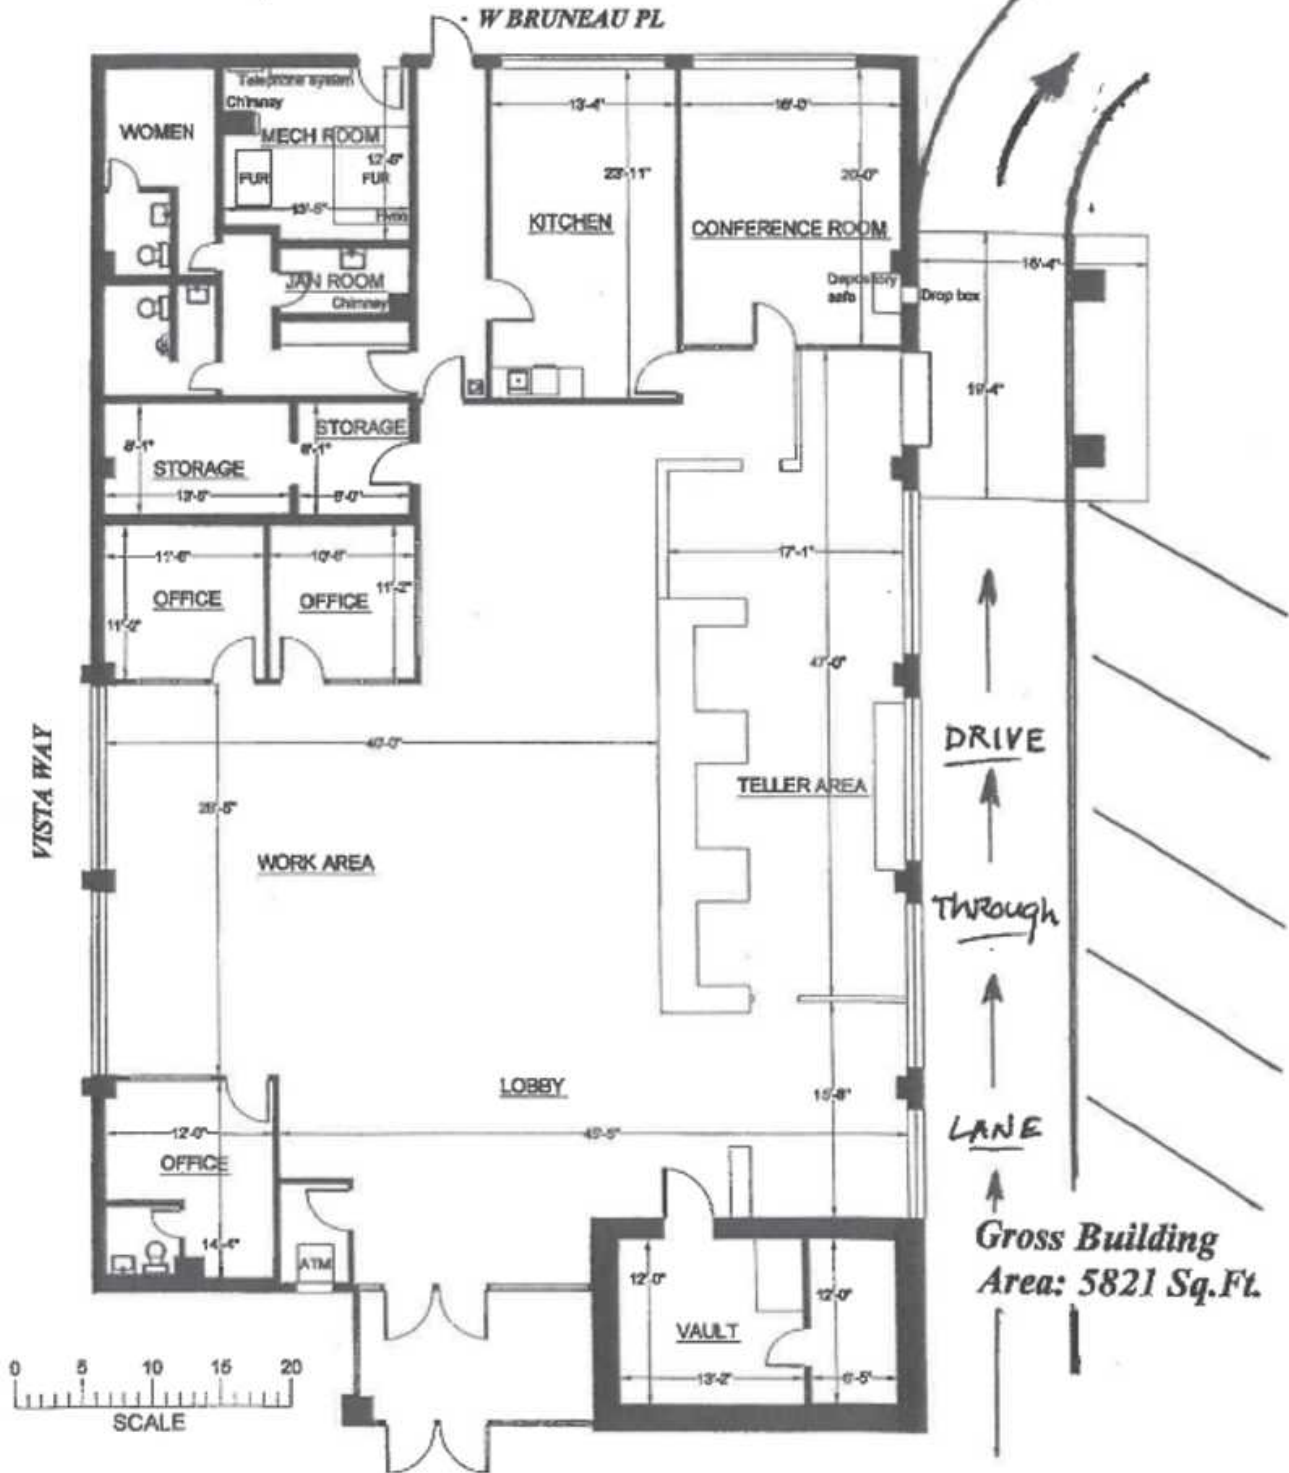 W BRUNEAU PL
Telephone system
Chimney
WOMEN
MECH ROOM
FUR
FUR
13'-4"
16'-0"
23'-11"
20'-0"
KITCHEN
CONFERENCE ROOM
JAN ROOM
Chimney
Depository
safe
Drop box
16'-4"
19'-4"
STORAGE
8'-1"
8'-1"
STORAGE
8'-0"
17'-1"
11'-2"
11'-2"
OFFICE
OFFICE
47'-0"
40'-0"
DRIVE
VISTA WAY
TELLER AREA
WORK AREA
THROUGH
LOBBY
15'-8"
LANE
12'-0"
OFFICE
14'-4"
ATM
Gross Building
Area: 5821 Sq.Ft.
12'-0"
12'-0"
VAULT
13'-2"
6'-5"
0 5 10 15 20
SCALE